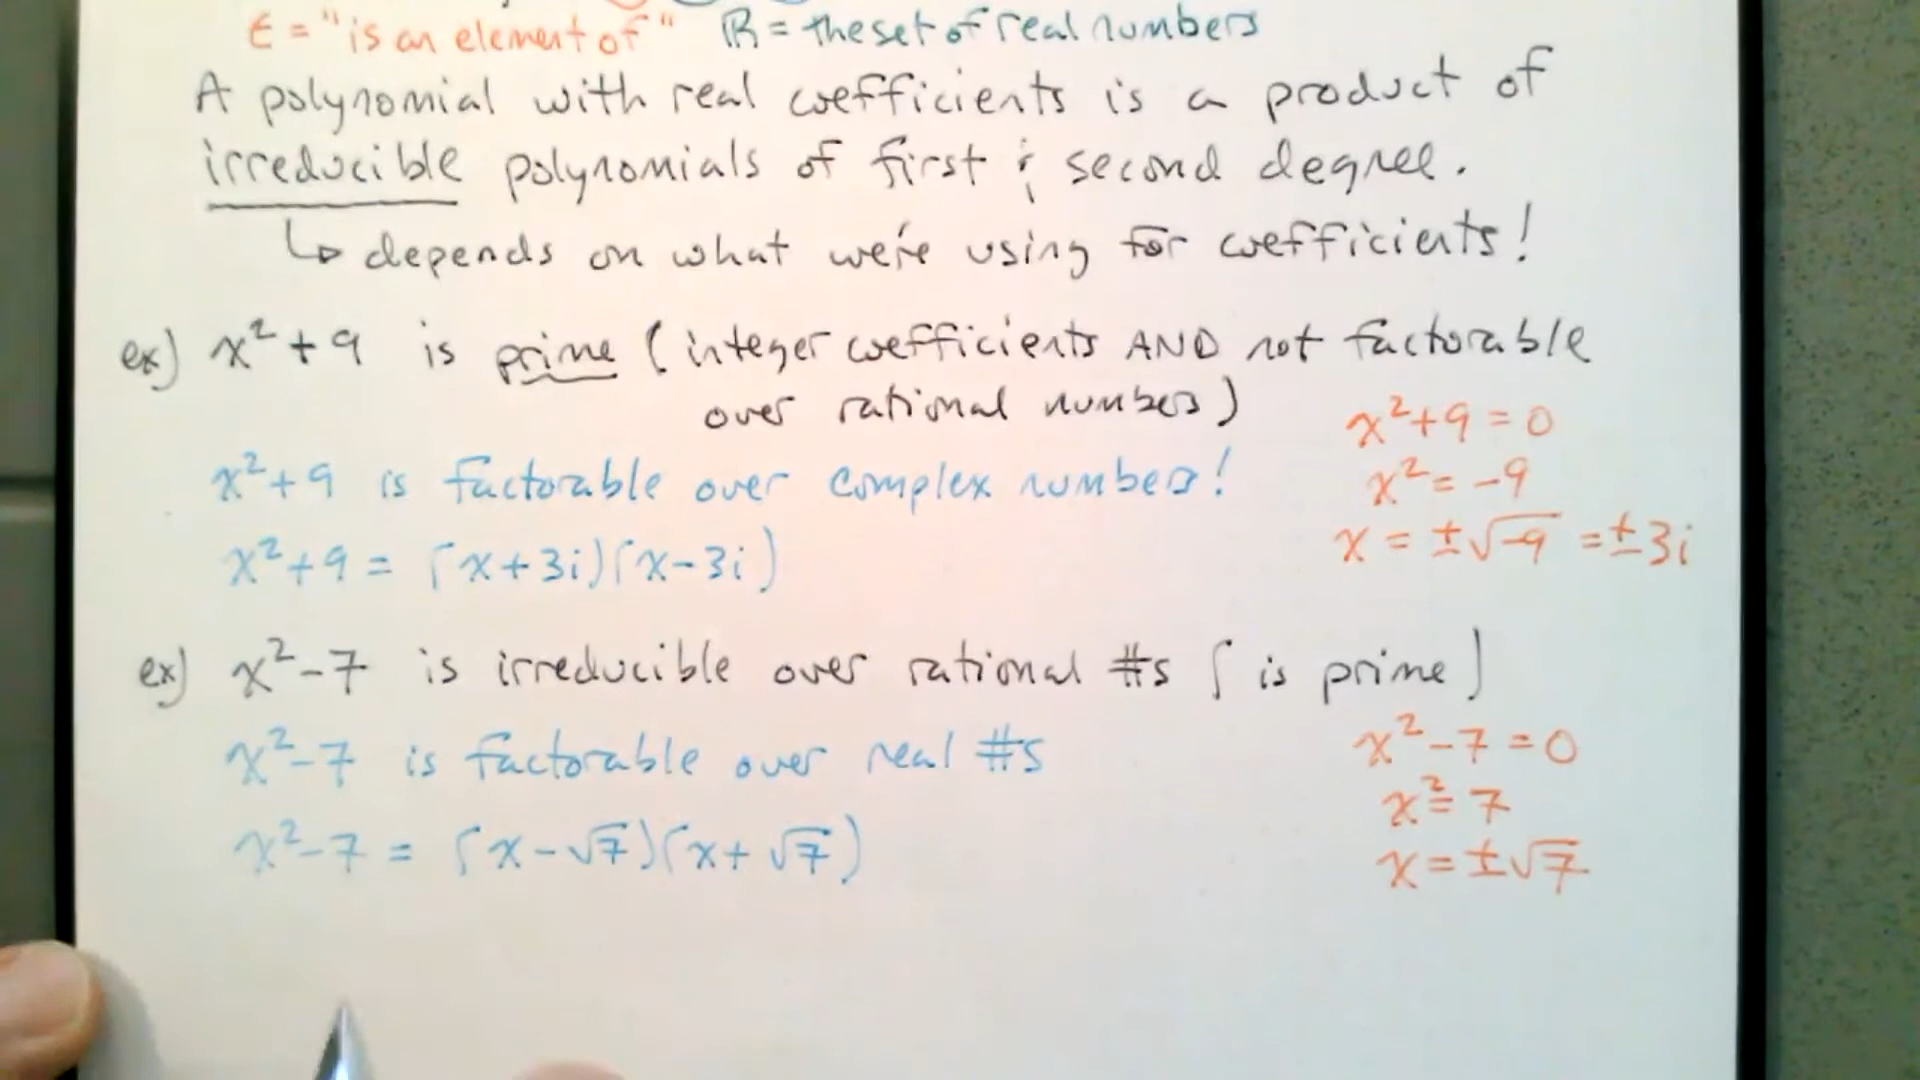 ∈ = "is an element of" ℝ = the set of real numbers
A polynomial with real coefficients is a product of
irreducible polynomials of first & second degree.
↳ depends on what we're using for coefficients!
ex) x²+9 is prime (integer coefficients AND not factorable
over rational numbers)
x²+9=0
x²+9 is factorable over complex numbers!
x²=-9
x²+9 = (x+3i)(x-3i)
x = ±√-9 = ±3i
ex) x²-7 is irreducible over rational #s (is prime)
x²-7 is factorable over real #s
x²-7=0
x²=7
x²-7 = (x-√7)(x+√7)
x=±√7